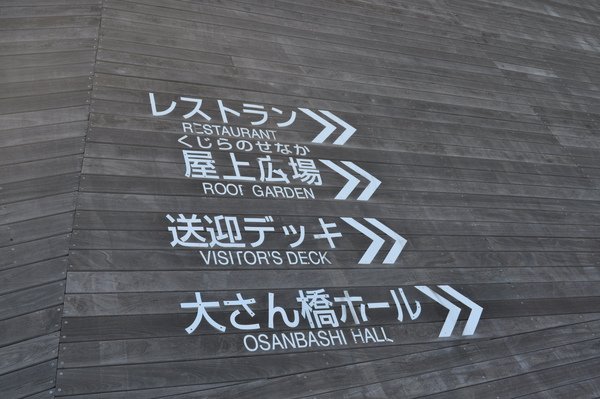 レストラン
RESTAURANT
くじらのせなか
屋上広場
ROOF GARDEN
送迎デッキ
VISITOR'S DECK
大さん橋ホール
OSANBASHI HALL